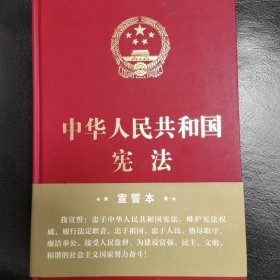 中华人民共和国
宪法
宣誓本
我宣誓:忠于中华人民共和国宪法,维护宪法权
威,履行法定职责,忠于祖国、忠于人民,恪尽职守、
廉洁奉公,接受人民监督,为建设富强、民主、文明、
和谐的社会主义国家努力奋斗!